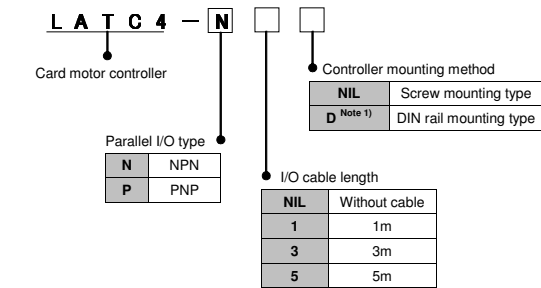 LATC4-N
Card motor controller
Controller mounting method
NIL Screw mounting type
D Note 1) DIN rail mounting type
Parallel I/O type
N NPN
P PNP
I/O cable length
NIL Without cable
1 1m
3 3m
5 5m